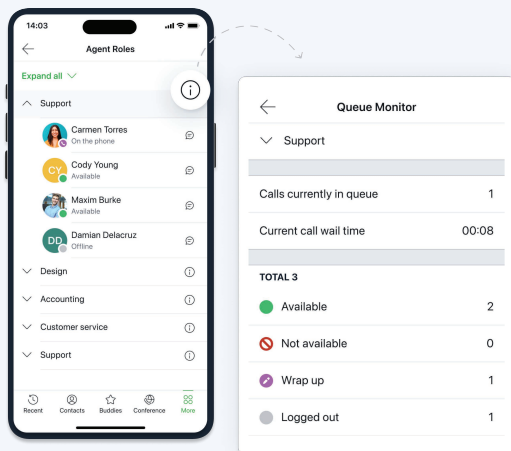 14:03
Agent Roles
Expand all
Support
Carmen Torres
On the phone
CY
Cody Young
Available
Maxim Burke
Available
DD
Damian Delacruz
Offline
Design
Accounting
Customer service
Support
Recent Contacts Buddies Conference More
Queue Monitor
Support
Calls currently in queue 1
Current call wail time 00:08
TOTAL 3
Available 2
Not available 0
Wrap up 1
Logged out 1